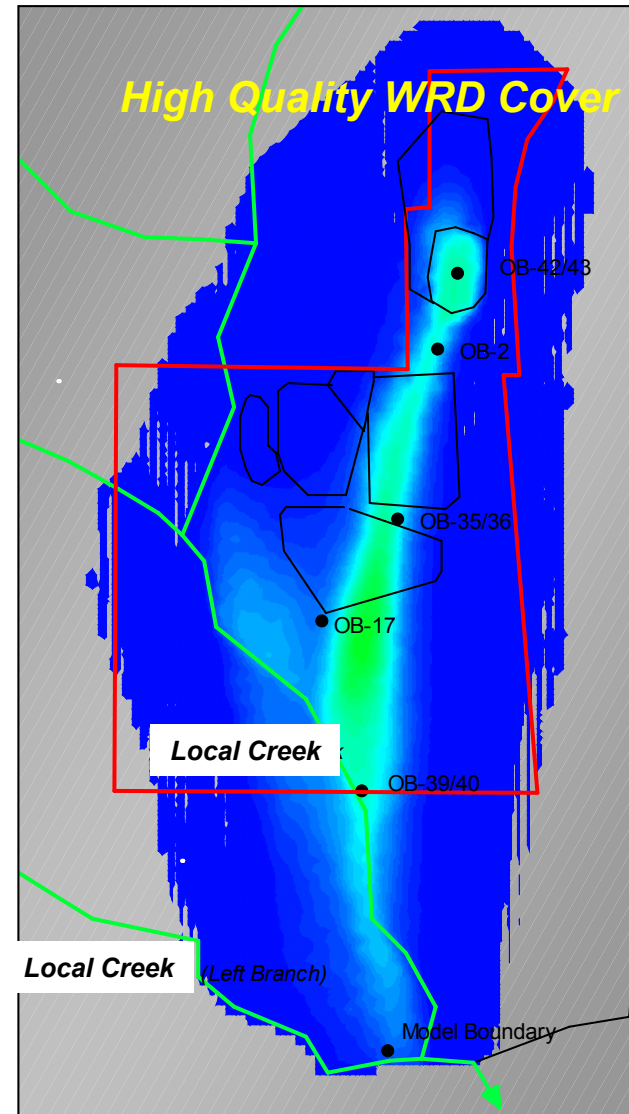 High Quality WRD Cover
OB-42/43
OB-2
OB-35/36
OB-17
Local Creek
OB-39/40
Local Creek (Left Branch)
Model Boundary